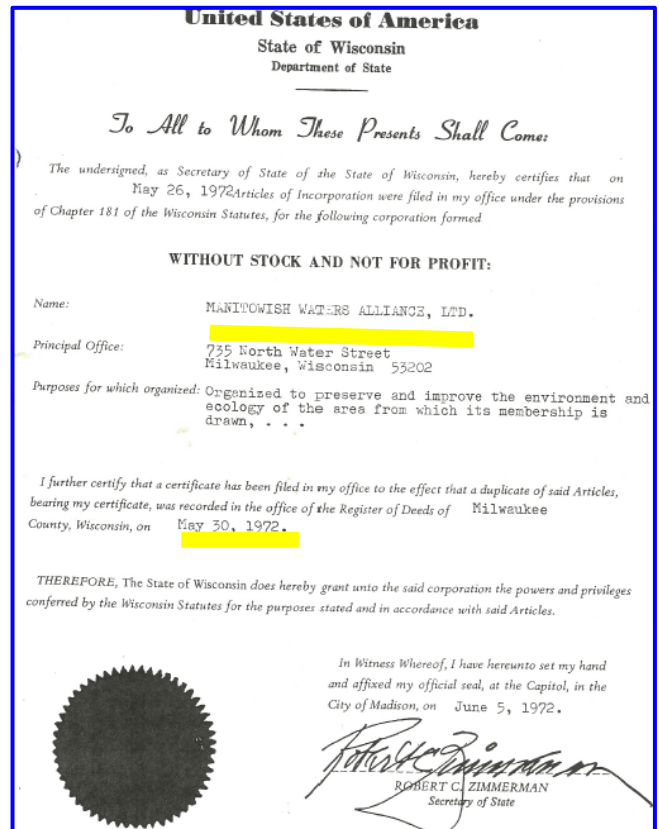 United States of America
State of Wisconsin
Department of State
To All to Whom These Presents Shall Come:
The undersigned, as Secretary of State of the State of Wisconsin, hereby certifies that on
May 26, 1972 Articles of Incorporation were filed in my office under the provisions
of Chapter 181 of the Wisconsin Statutes, for the following corporation formed
WITHOUT STOCK AND NOT FOR PROFIT:
Name: MANITOWISH WATERS ALLIANCE, LTD.
Principal Office: 735 North Water Street
Milwaukee, Wisconsin 53202
Purposes for which organized: Organized to preserve and improve the environment and
ecology of the area from which its membership is
drawn, . . .
I further certify that a certificate has been filed in my office to the effect that a duplicate of said Articles,
bearing my certificate, was recorded in the office of the Register of Deeds of Milwaukee
County, Wisconsin, on May 30, 1972.
THEREFORE, The State of Wisconsin does hereby grant unto the said corporation the powers and privileges
conferred by the Wisconsin Statutes for the purposes stated and in accordance with said Articles.
In Witness Whereof, I have hereunto set my hand
and affixed my official seal, at the Capitol, in the
City of Madison, on June 5, 1972.
Robert C. Zimmerman
ROBERT C. ZIMMERMAN
Secretary of State